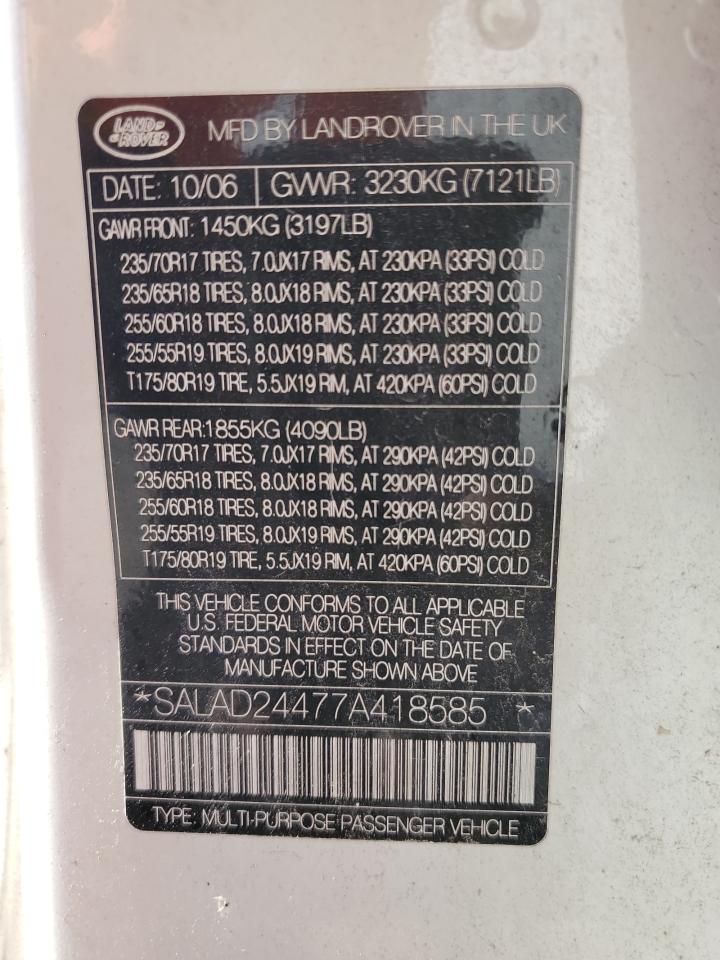 LAND-
-ROVER
MFD BY LANDROVER IN THE UK
DATE: 10/06 GVWR: 3230KG (7121LB)
GAWR FRONT: 1450KG (3197LB)
235/70R17 TIRES, 7.0JX17 RIMS, AT 230KPA (33PSI) COLD
235/65R18 TIRES, 8.0JX18 RIMS, AT 230KPA (33PSI) COLD
255/60R18 TIRES, 8.0JX18 RIMS, AT 230KPA (33PSI) COLD
255/55R19 TIRES, 8.0JX19 RIMS, AT 230KPA (33PSI) COLD
T175/80R19 TIRE, 5.5JX19 RIM, AT 420KPA (60PSI) COLD
GAWR REAR:1855KG (4090LB)
235/70R17 TIRES, 7.0JX17 RIMS, AT 290KPA (42PSI) COLD
235/65R18 TIRES, 8.0JX18 RIMS, AT 290KPA (42PSI) COLD
255/60R18 TIRES, 8.0JX18 RIMS, AT 290KPA (42PSI) COLD
255/55R19 TIRES, 8.0JX19 RIMS, AT 290KPA (42PSI) COLD
T175/80R19 TIRE, 5.5JX19 RIM, AT 420KPA (60PSI) COLD
THIS VEHICLE CONFORMS TO ALL APPLICABLE
U.S. FEDERAL MOTOR VEHICLE SAFETY
STANDARDS IN EFFECT ON THE DATE OF
MANUFACTURE SHOWN ABOVE
*SALAD24477A418585 *
TYPE: MULTI-PURPOSE PASSENGER VEHICLE